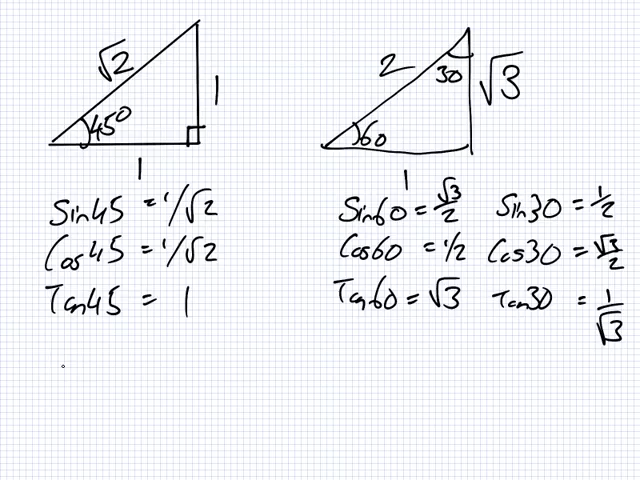 √2
1
45°
1
2
30
√3
60
1
Sin45 = 1/√2
Cos45 = 1/√2
Tan45 = 1
Sin60 = √3/2
Cos60 = 1/2
Tan60 = √3
Sin30 = 1/2
Cos30 = √3/2
Tan30 = 1/√3